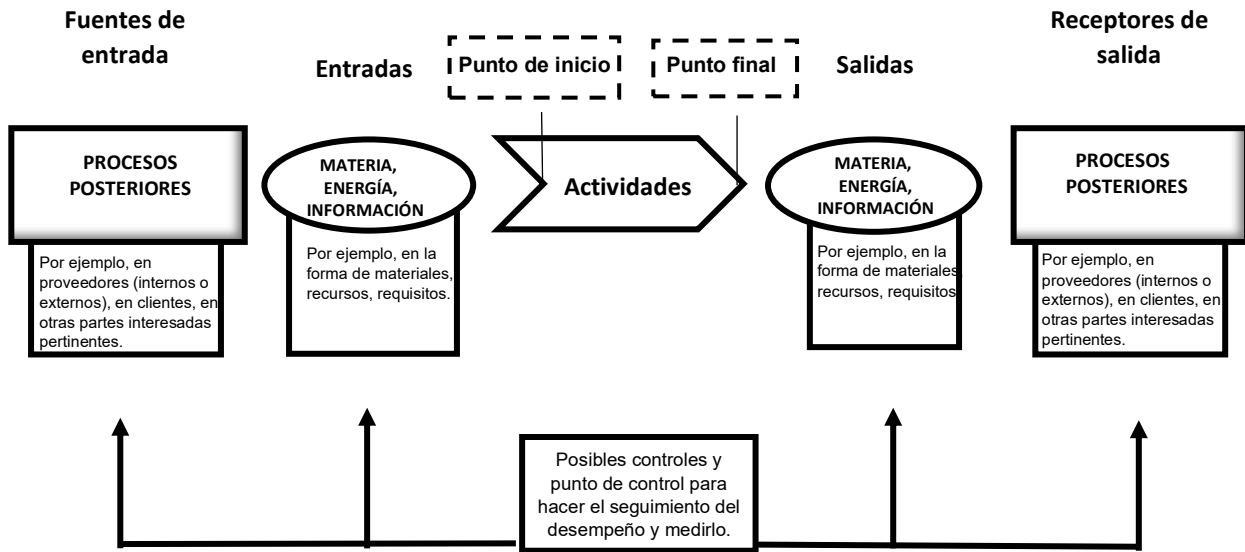 Fuentes de
entrada
Entradas
Punto de inicio
Punto final
Salidas
Receptores de
salida
PROCESOS
POSTERIORES
Por ejemplo, en
proveedores (internos o
externos), en clientes, en
otras partes interesadas
pertinentes.
MATERIA,
ENERGÍA,
INFORMACIÓN
Por ejemplo, en la
forma de materiales,
recursos, requisitos.
Actividades
MATERIA,
ENERGÍA,
INFORMACIÓN
Por ejemplo, en la
forma de materiales,
recursos, requisitos
PROCESOS
POSTERIORES
Por ejemplo, en
proveedores (internos o
externos), en clientes, en
otras partes interesadas
pertinentes.
Posibles controles y
punto de control para
hacer el seguimiento del
desempeño y medirlo.